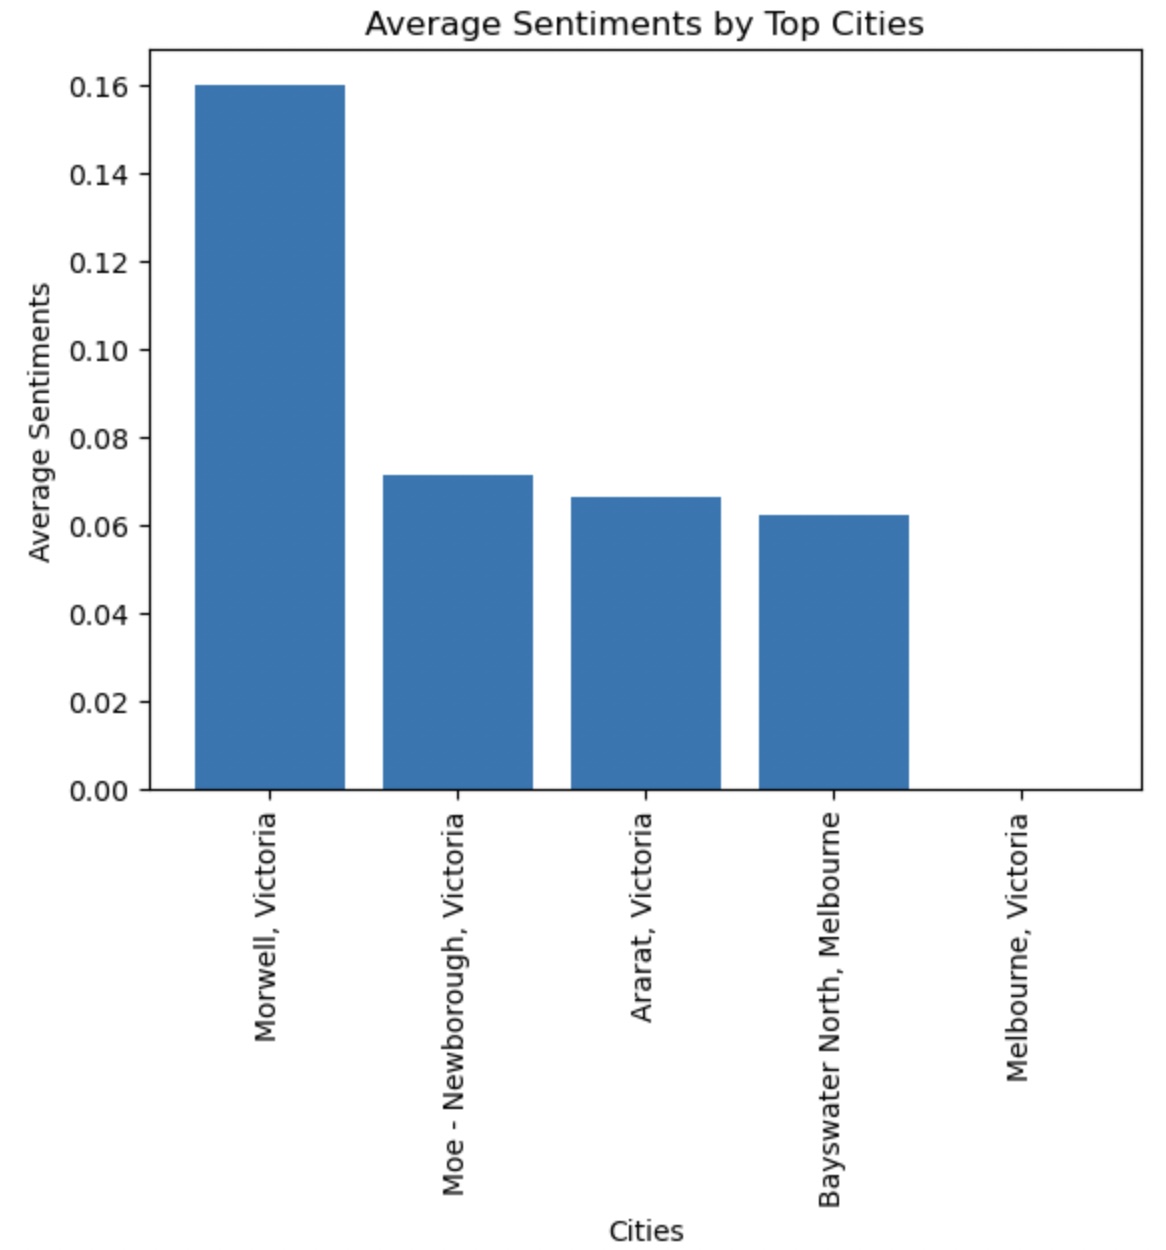 Average Sentiments by Top Cities
Average Sentiments
0.16
0.14
0.12
0.10
0.08
0.06
0.04
0.02
0.00
Morwell, Victoria
Moe - Newborough, Victoria
Ararat, Victoria
Bayswater North, Melbourne
Melbourne, Victoria
Cities